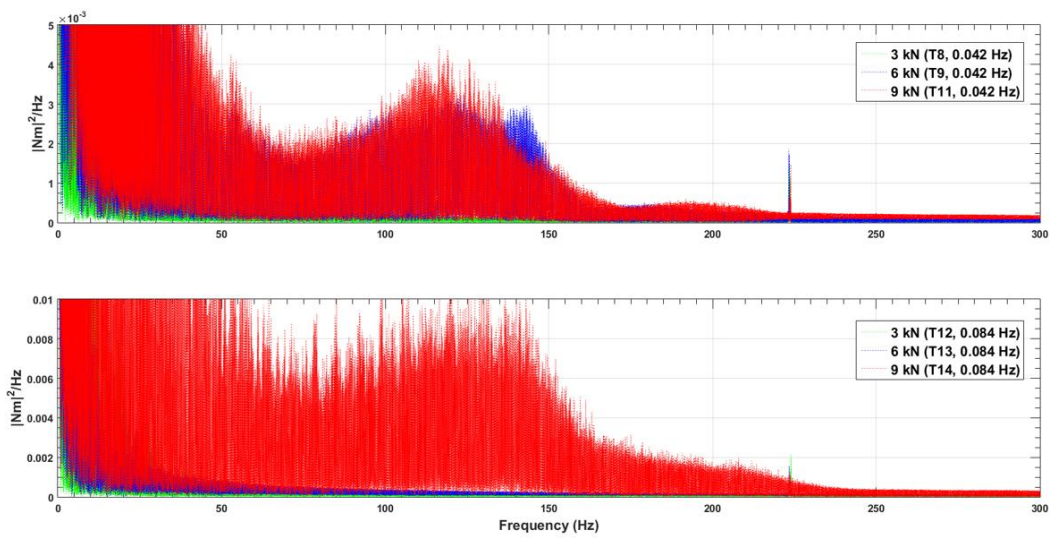 ×10⁻³
5
4
3
2
1
0
|Nm|²/Hz
0 50 100 150 200 250 300
3 kN (T8, 0.042 Hz)
6 kN (T9, 0.042 Hz)
9 kN (T11, 0.042 Hz)
0.01
0.008
0.006
0.004
0.002
0
|Nm|²/Hz
0 50 100 150 200 250 300
3 kN (T12, 0.084 Hz)
6 kN (T13, 0.084 Hz)
9 kN (T14, 0.084 Hz)
Frequency (Hz)